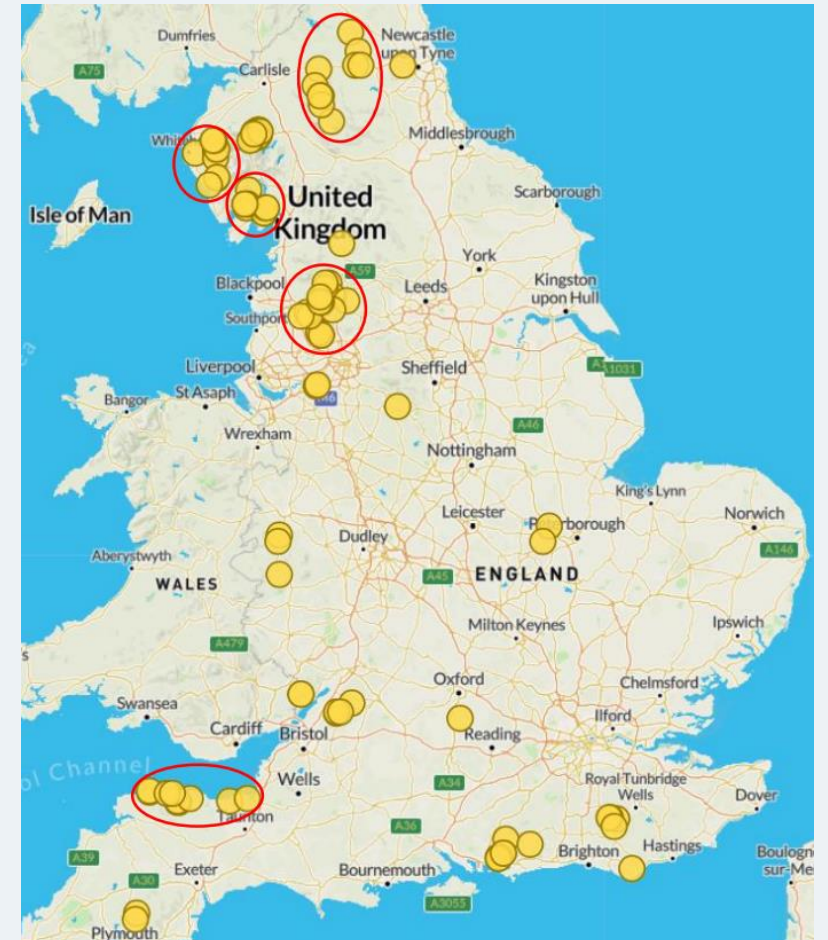 Dumfries
Newcastle
upon Tyne
A75
Carlisle
Middlesbrough
Isle of Man
United
Kingdom
Scarborough
York
A59
Blackpool
Leeds
Kingston
upon Hull
Southport
Liverpool
Sheffield
A1031
Bangor
St Asaph
A46
Wrexham
Nottingham
King's Lynn
Leicester
Norwich
Dudley
A146
Aberystwyth
WALES
A45
ENGLAND
Milton Keynes
Ipswich
A479
Oxford
Chelmsford
Swansea
Ilford
Cardiff
Bristol
Reading
Channel
Wells
A34
Royal Tunbridge
Wells
Dover
Taunton
A36
A39
Exeter
Bournemouth
Brighton
Hastings
Boulogn
sur-Me
A30
A3055
Plymouth